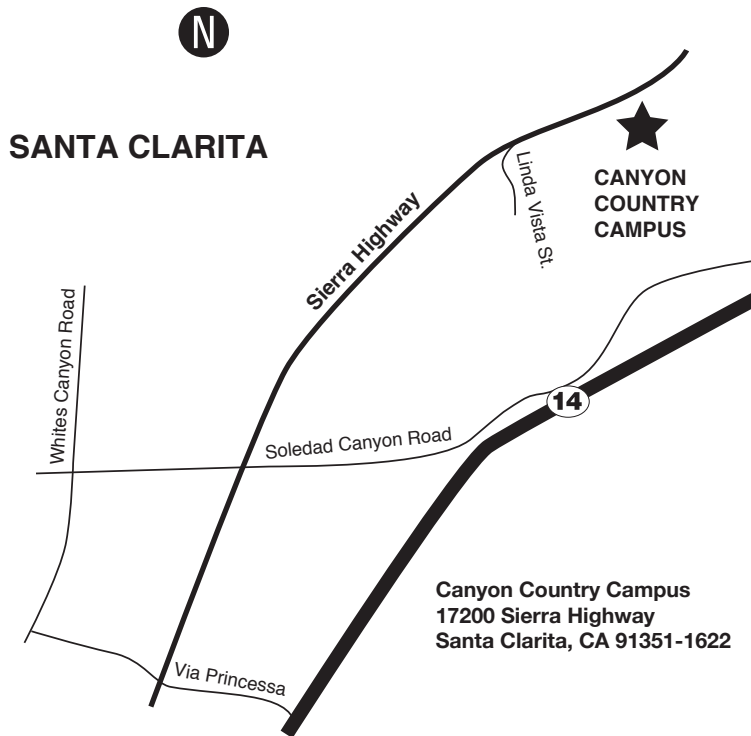 N
SANTA CLARITA
CANYON
COUNTRY
CAMPUS
Linda Vista St.
Sierra Highway
Whites Canyon Road
14
Soledad Canyon Road
Canyon Country Campus
17200 Sierra Highway
Santa Clarita, CA 91351-1622
Via Princessa